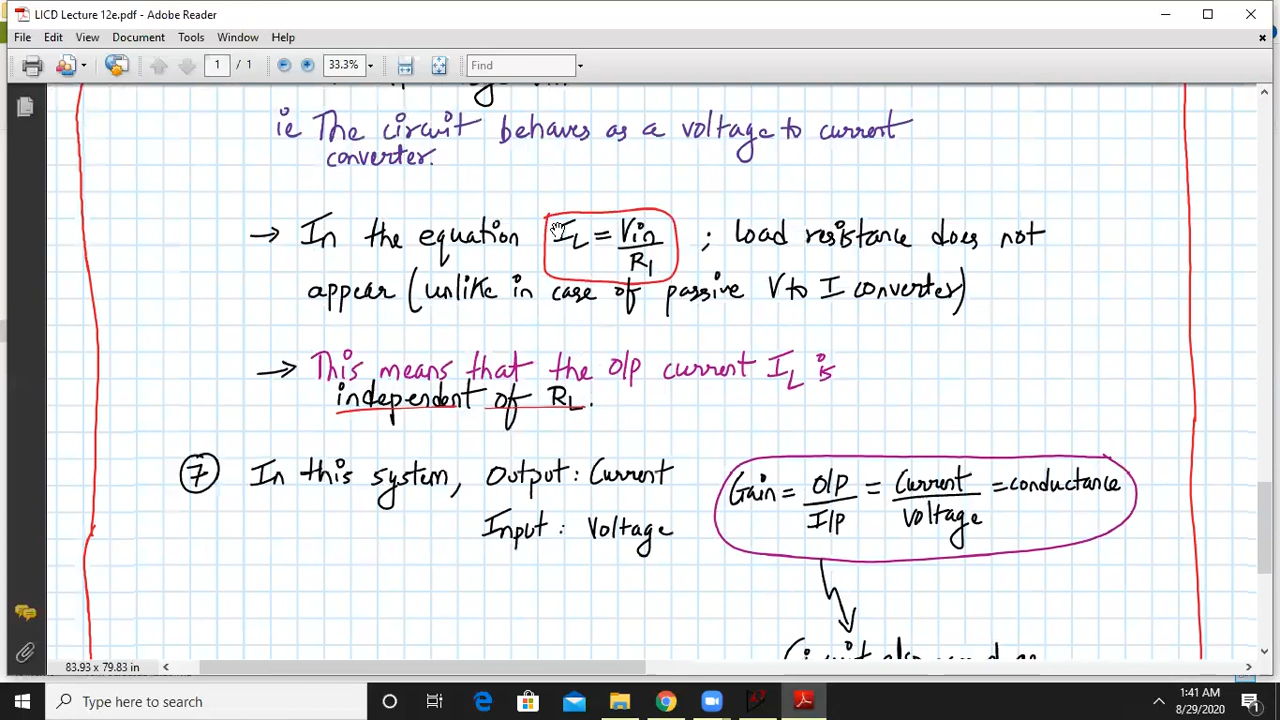 LICD Lecture 12e.pdf - Adobe Reader
File Edit View Document Tools Window Help
1 / 1 33.3% Find
ie The circuit behaves as a voltage to current
converter.
→ In the equation IL = Vin/R1 ; Load resistance does not
appear (unlike in case of passive V to I converter)
→ This means that the O/P current IL is
independent of RL.
7 In this system, Output: Current
Input: Voltage
Gain = O/P / I/P = Current / Voltage = conductance
Circuit also
83.93 x 79.83 in
Type here to search
1:41 AM
8/29/2020
1